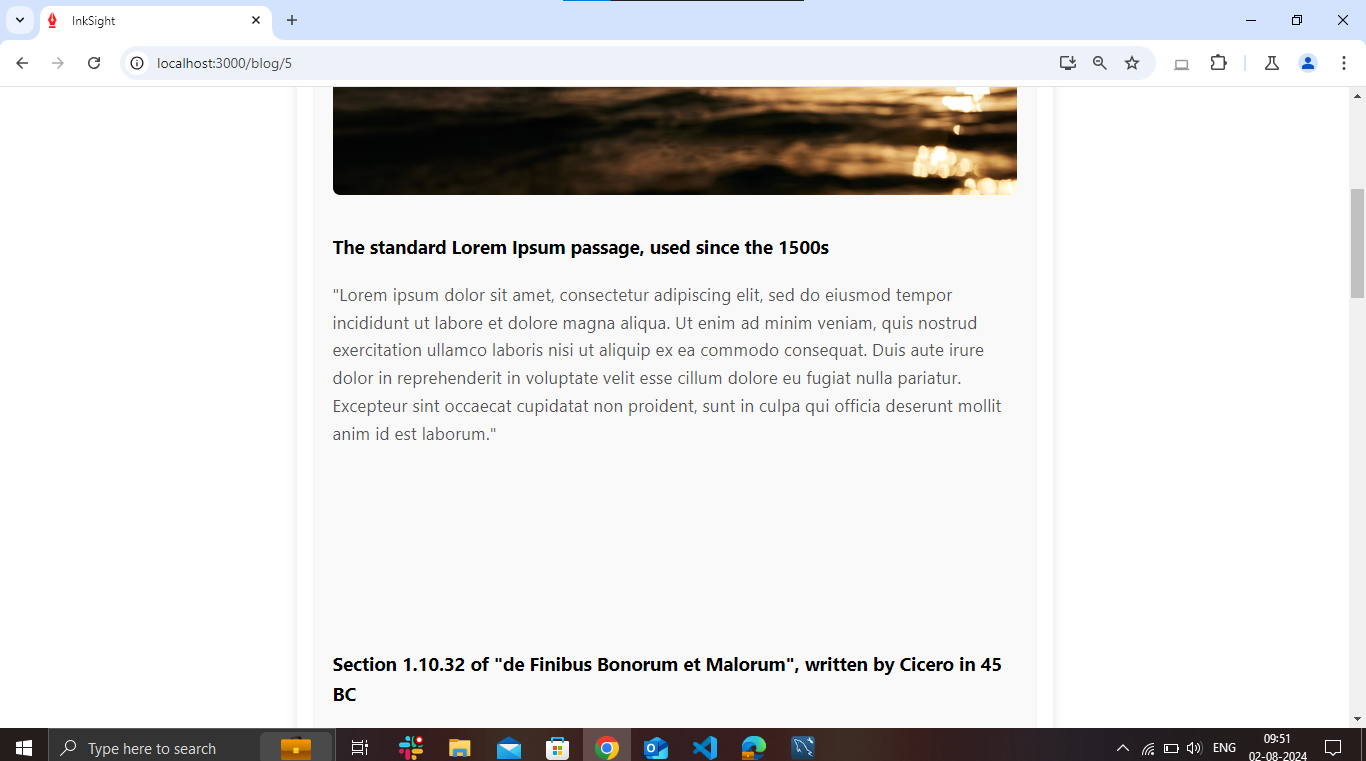 InkSight
localhost:3000/blog/5
The standard Lorem Ipsum passage, used since the 1500s
"Lorem ipsum dolor sit amet, consectetur adipiscing elit, sed do eiusmod tempor
incididunt ut labore et dolore magna aliqua. Ut enim ad minim veniam, quis nostrud
exercitation ullamco laboris nisi ut aliquip ex ea commodo consequat. Duis aute irure
dolor in reprehenderit in voluptate velit esse cillum dolore eu fugiat nulla pariatur.
Excepteur sint occaecat cupidatat non proident, sunt in culpa qui officia deserunt mollit
anim id est laborum."
Section 1.10.32 of "de Finibus Bonorum et Malorum", written by Cicero in 45
BC
Type here to search
ENG
09:51
02-08-2024